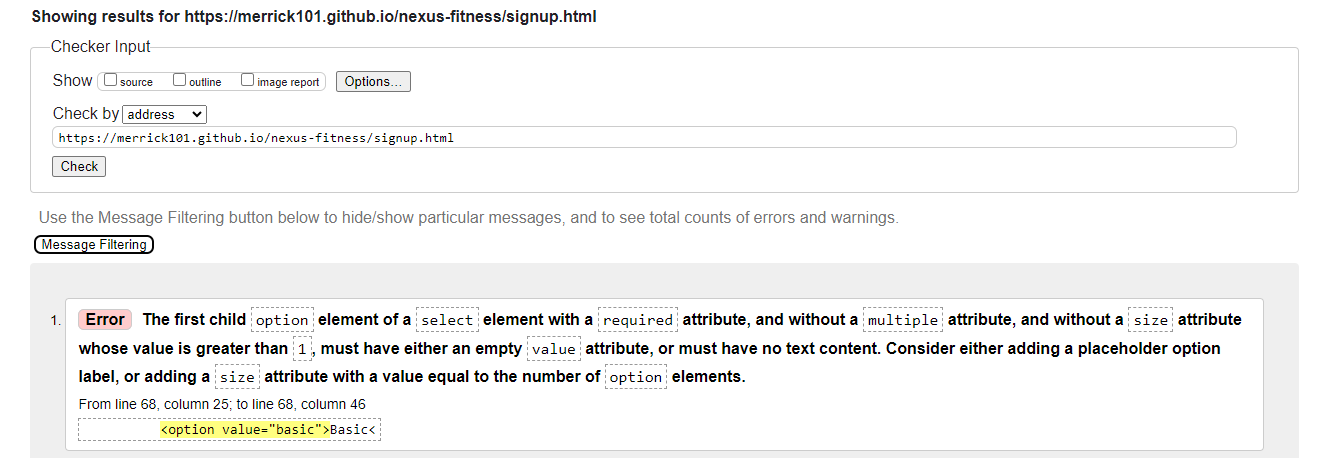 Showing results for https://merrick101.github.io/nexus-fitness/signup.html
Checker Input
Show source outline image report Options...
Check by address
https://merrick101.github.io/nexus-fitness/signup.html
Check
Use the Message Filtering button below to hide/show particular messages, and to see total counts of errors and warnings.
Message Filtering
1. Error The first child option element of a select element with a required attribute, and without a multiple attribute, and without a size attribute
whose value is greater than 1, must have either an empty value attribute, or must have no text content. Consider either adding a placeholder option
label, or adding a size attribute with a value equal to the number of option elements.
From line 68, column 25; to line 68, column 46
<option value="basic">Basic<